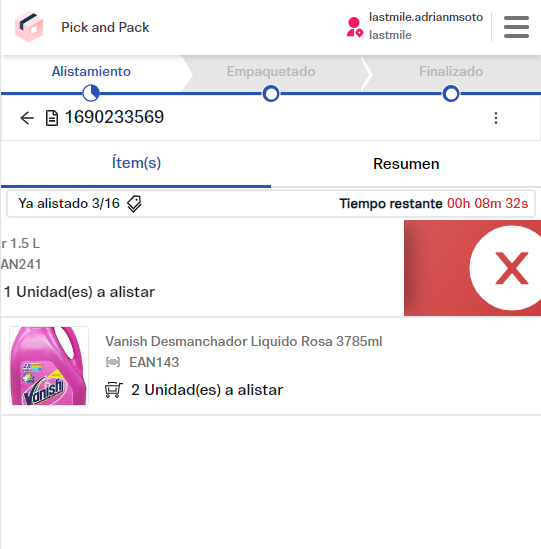 Pick and Pack
lastmile.adrianmsoto
lastmile
Alistamiento
Empaquetado
Finalizado
1690233569
Ítem(s)
Resumen
Ya alistado 3/16
Tiempo restante 00h 08m 32s
r 1.5 L
AN241
1 Unidad(es) a alistar
Vanish
Vanish Desmanchador Liquido Rosa 3785ml
EAN143
2 Unidad(es) a alistar